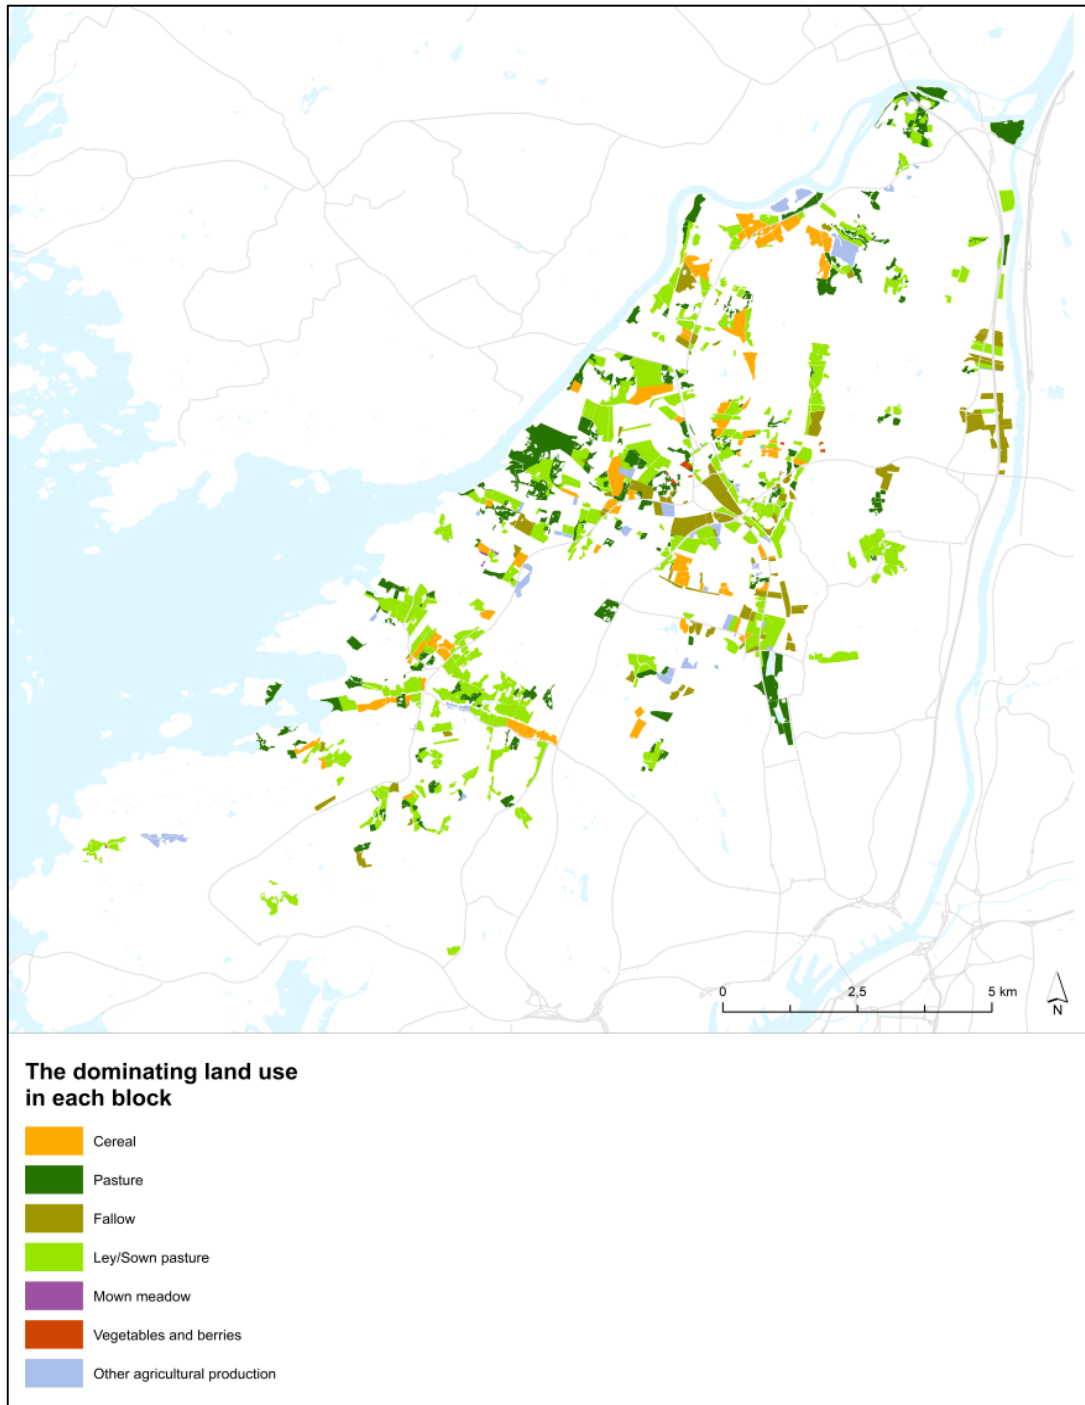 0
2,5
5 km
N
The dominating land use
in each block
Cereal
Pasture
Fallow
Ley/Sown pasture
Mown meadow
Vegetables and berries
Other agricultural production